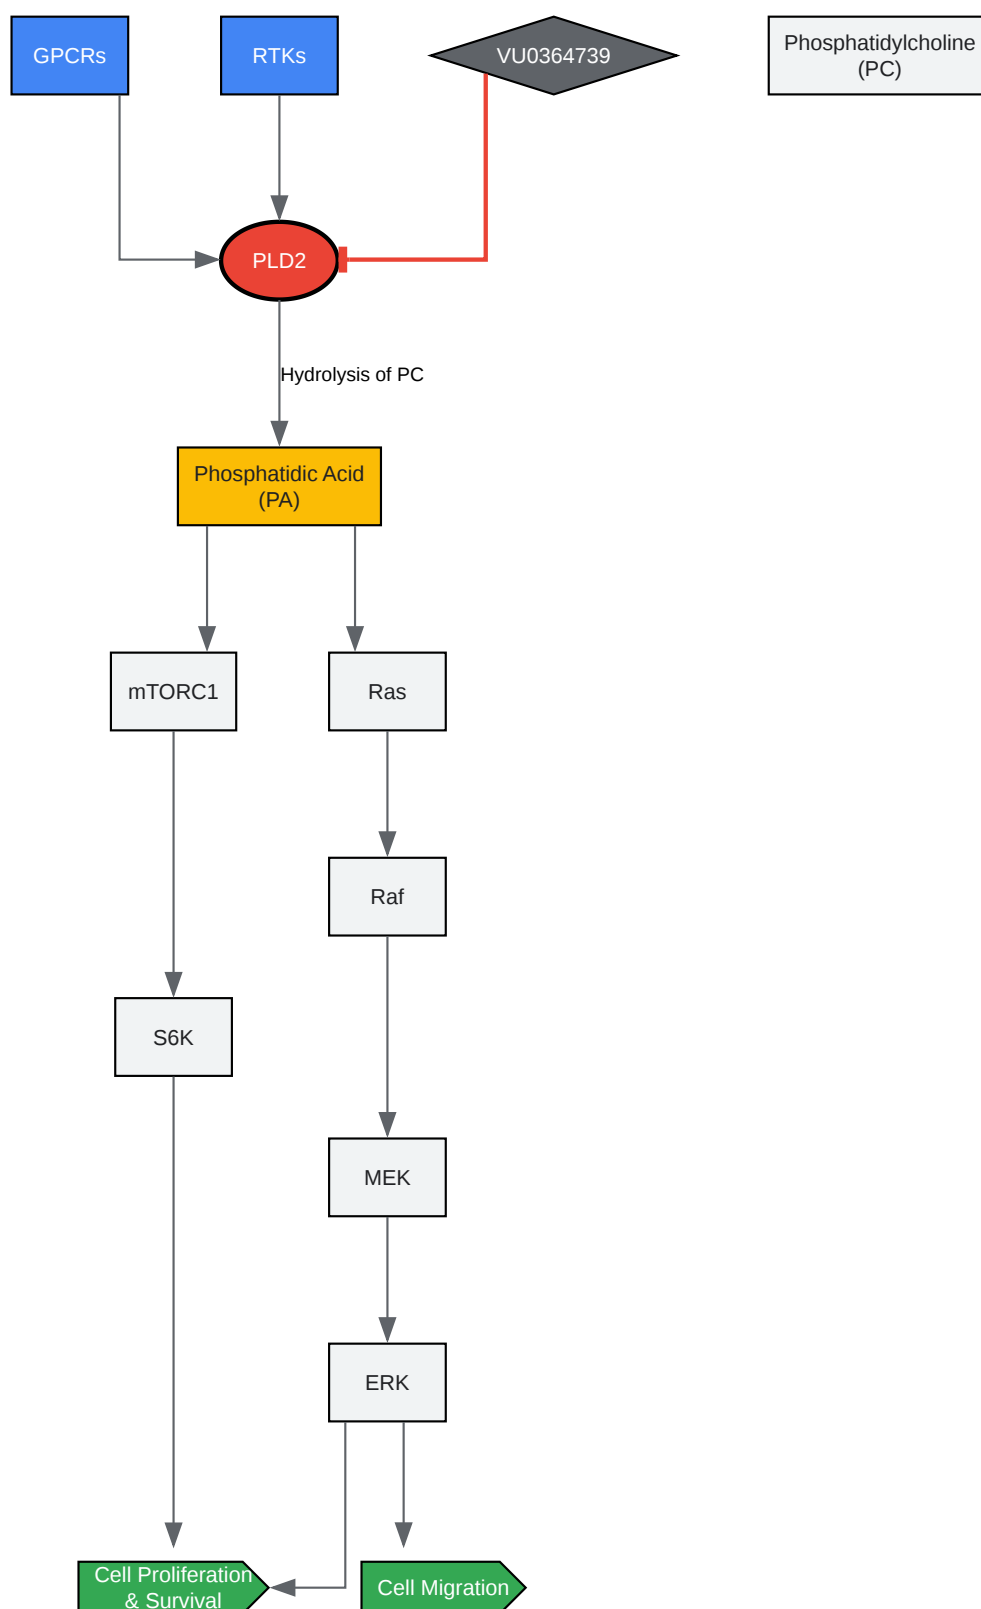 GPCRs
RTKs
VU0364739
Phosphatidylcholine
(PC)
PLD2
Hydrolysis of PC
Phosphatidic Acid
(PA)
mTORC1
Ras
Raf
S6K
MEK
ERK
Cell Proliferation
& Survival
Cell Migration